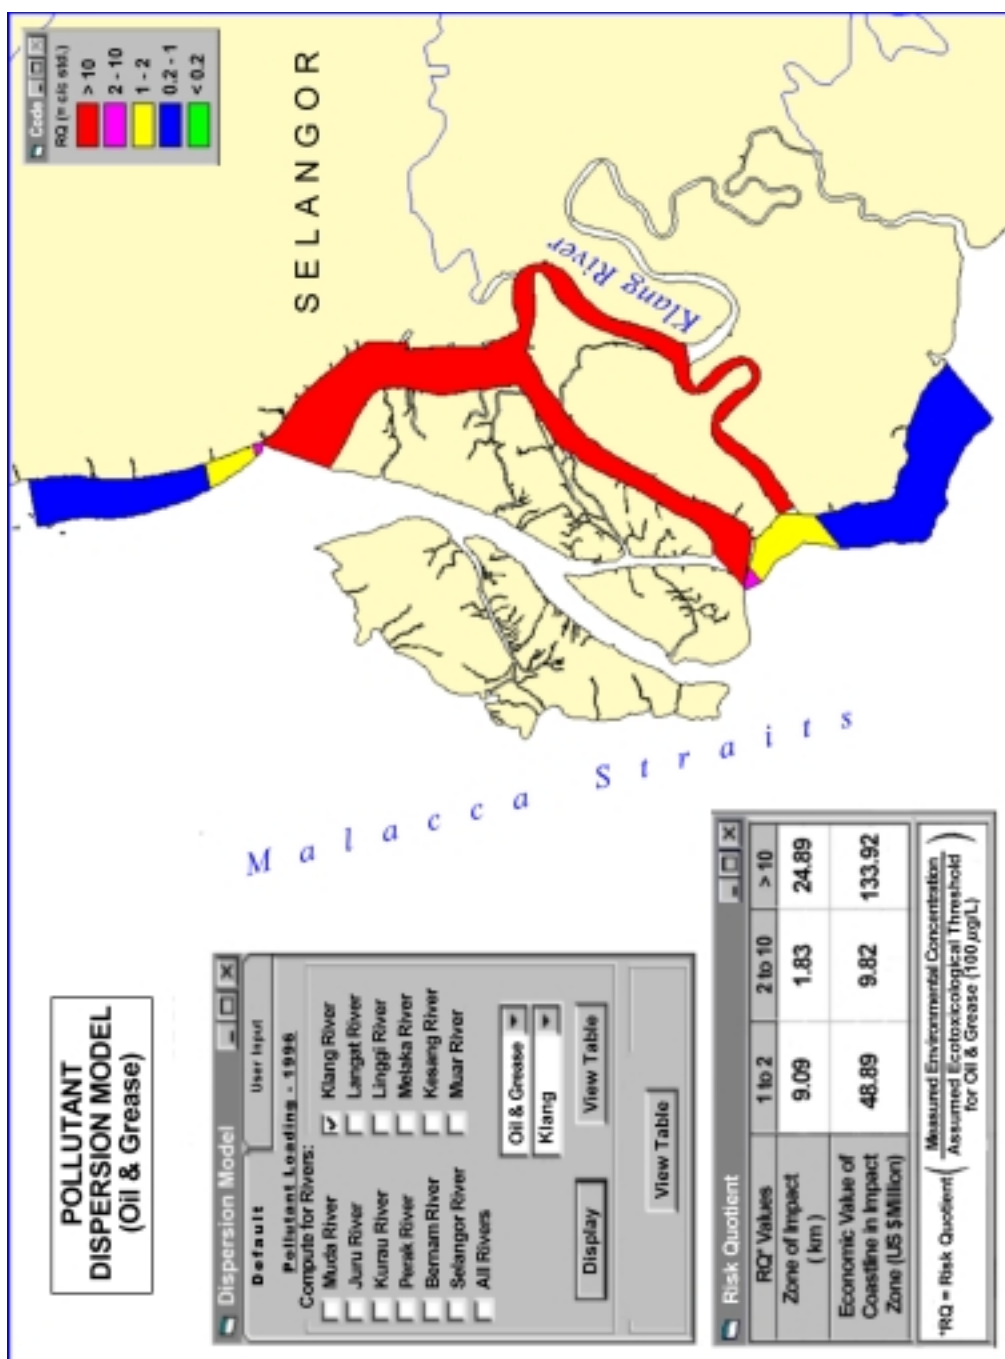 POLLUTANT
DISPERSION MODEL
(Oil & Grease)
Code
RQ (= c/c std.)
> 10
2 - 10
1 - 2
0.2 - 1
< 0.2
SELANGOR
Klang River
Malacca Straits
Dispersion Model
Default
User Input
Pollutant Loading - 1996
Compute for Rivers:
Muda River
Klang River
Juru River
Langat River
Kurau River
Linggi River
Perak River
Melaka River
Bernam River
Kesang River
Selangor River
Muar River
All Rivers
Oil & Grease
Klang
Display
View Table
View Table
Risk Quotient
RQ* Values 1 to 2 2 to 10 > 10
Zone of Impact
( km ) 9.09 1.83 24.89
Economic Value of
Coastline in Impact 48.89 9.82 133.92
Zone (US $Million)
*RQ = Risk Quotient ( Measured Environmental Concentration
Assumed Ecotoxicological Threshold
for Oil & Grease (100 µg/L) )